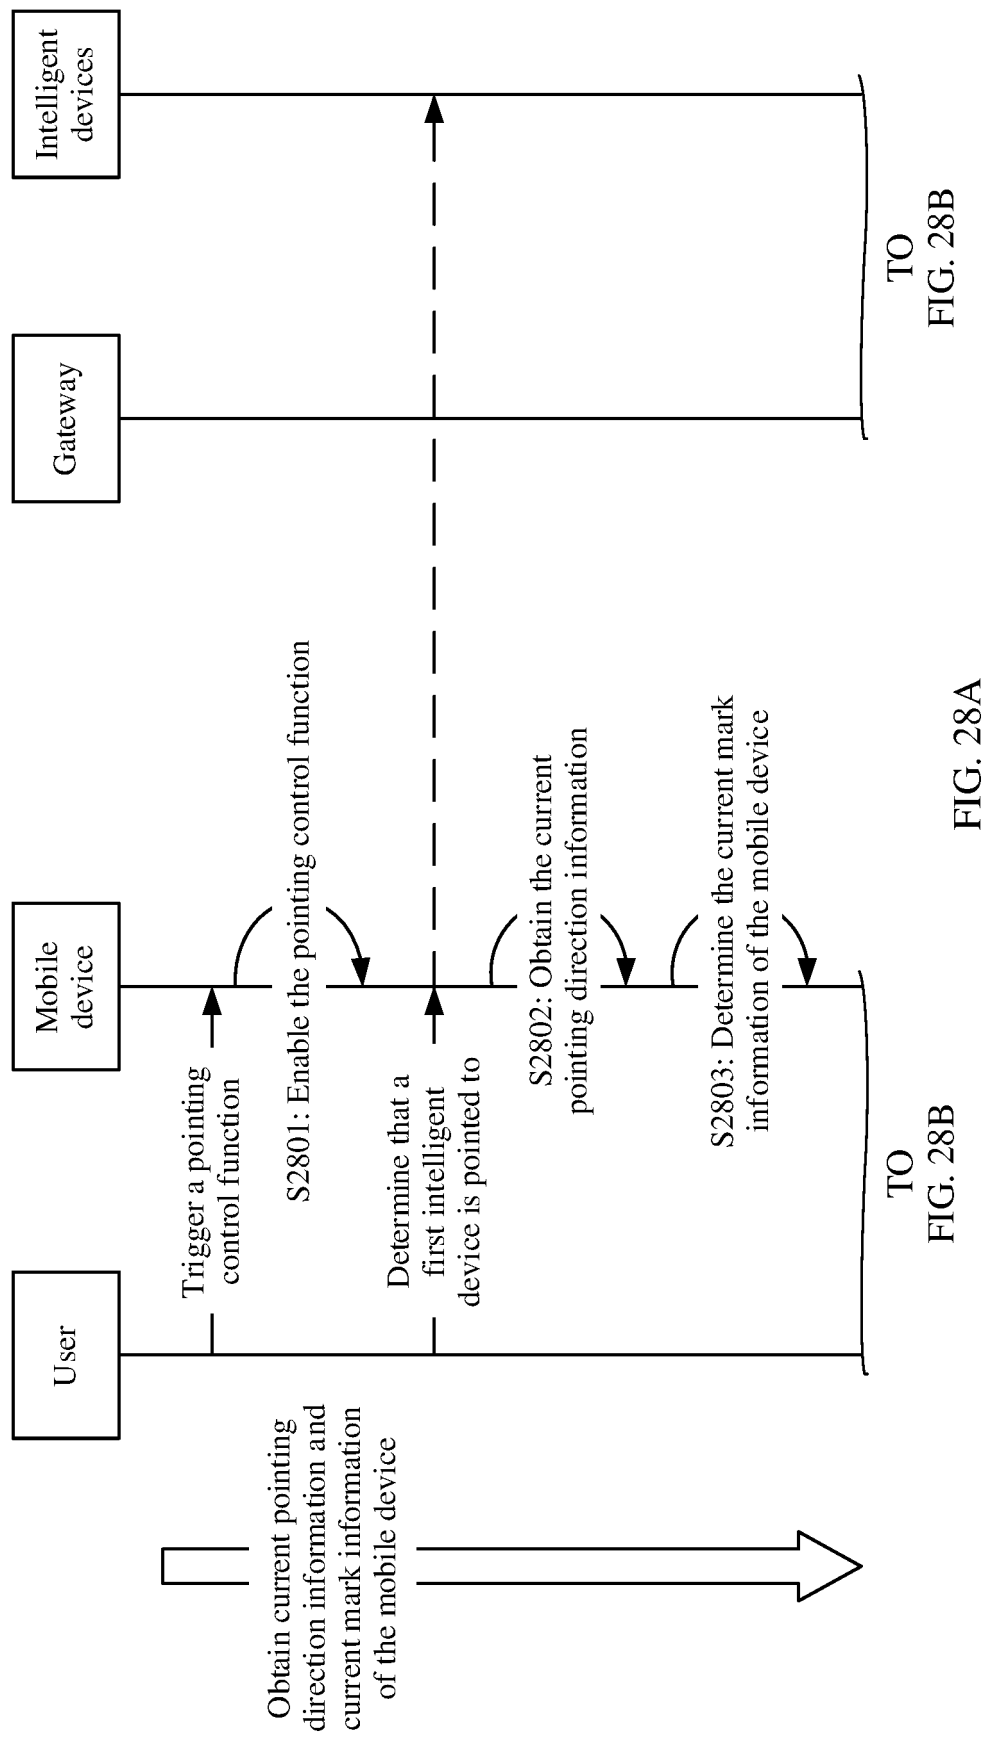 User
Mobile
device
Gateway
Intelligent
devices
Obtain current pointing
direction information and
current mark information
of the mobile device
Trigger a pointing
control function
S2801: Enable the pointing control function
Determine that a
first intelligent
device is pointed to
S2802: Obtain the current
pointing direction information
S2803: Determine the current mark
information of the mobile device
TO
FIG. 28B
TO
FIG. 28B
FIG. 28A